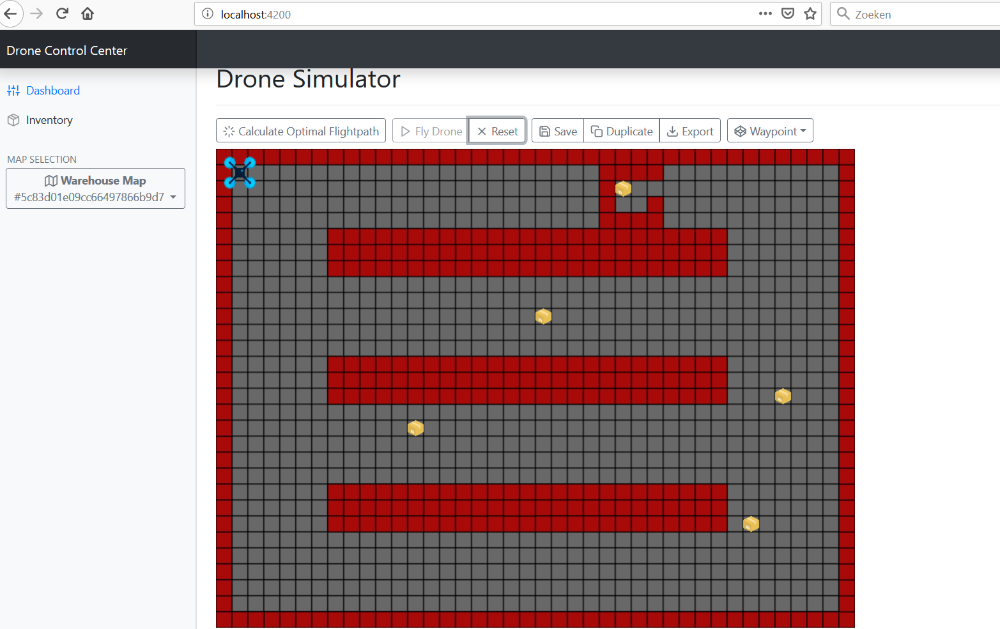 localhost:4200
Zoeken
Drone Control Center
Dashboard
Inventory
MAP SELECTION
Warehouse Map
#5c83d01e09cc66497866b9d7
Drone Simulator
Calculate Optimal Flightpath
Fly Drone
Reset
Save
Duplicate
Export
Waypoint